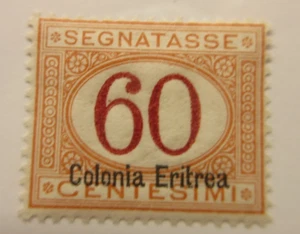 SEGNATASSE
60
Colonia Eritrea
CENTESIMI